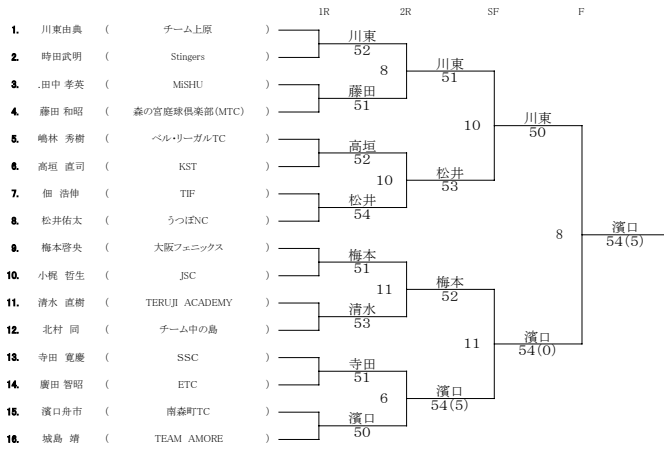 1R 2R SF F
1. 川東由典 ( チーム上原 )
川東
2. 時田武明 ( Stingers )
52
8 川東
51
3. .田中 孝英 ( MiSHU )
藤田
4. 藤田 和昭 ( 森の宮庭球倶楽部(MTC) )
51
10 川東
50
5. 嶋林 秀樹 ( ベル・リーガルTC )
高垣
6. 高垣 直司 ( KST )
52
10 松井
53
7. 佃 浩伸 ( TIF )
松井
8. 松井佑太 ( うつぼNC )
54
8 濱口
54(5)
9. 梅本啓央 ( 大阪フェニックス )
梅本
10. 小梶 哲生 ( JSC )
51
11 梅本
52
11. 清水 直樹 ( TERUJI ACADEMY )
清水
12. 北村 同 ( チーム中の島 )
53
11 濱口
54(0)
13. 寺田 寛慶 ( SSC )
寺田
14. 廣田 智昭 ( ETC )
51
6 濱口
54(5)
15. 濱口舟市 ( 南森町TC )
濱口
16. 城島 靖 ( TEAM AMORE )
50